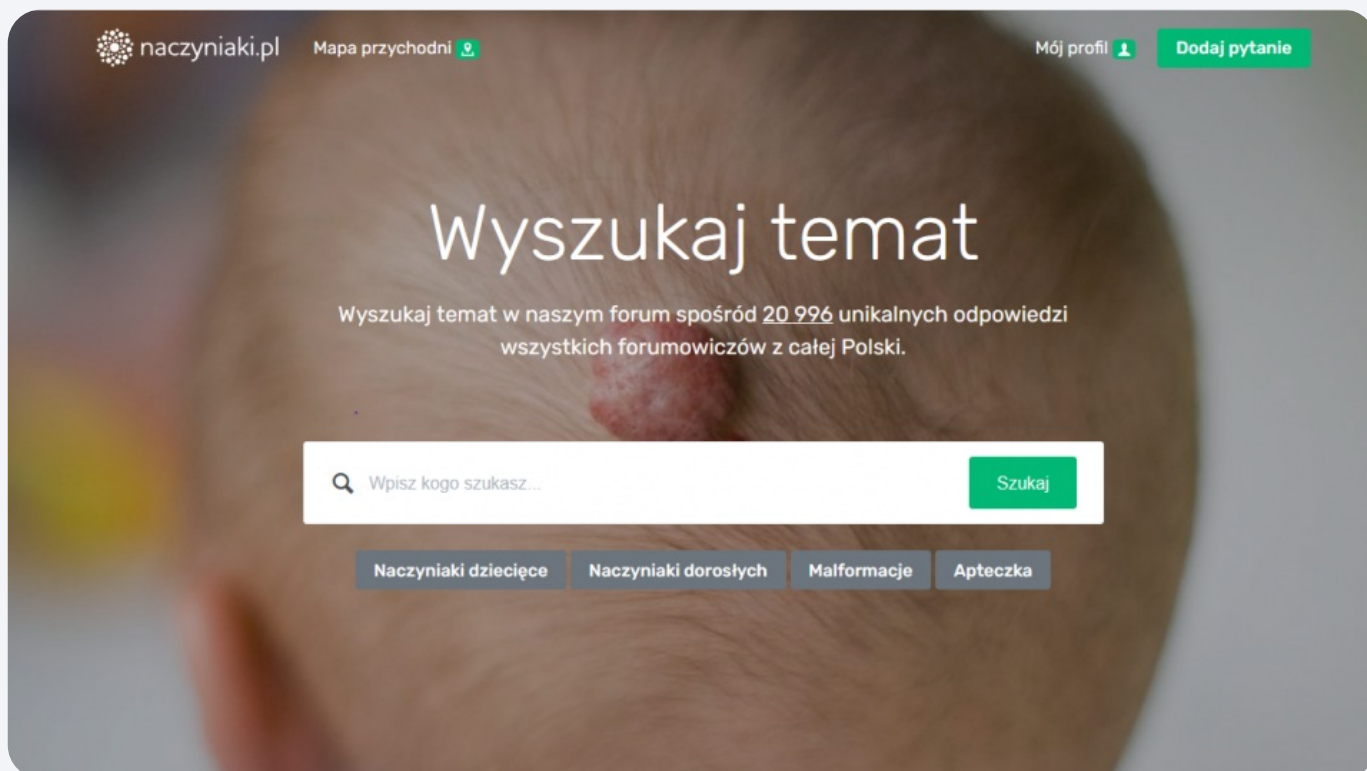 naczyniaki.pl
Mapa przychodni
Mój profil
Dodaj pytanie
Wyszukaj temat
Wyszukaj temat w naszym forum spośród 20 996 unikalnych odpowiedzi
wszystkich forumowiczów z całej Polski.
Wpisz kogo szukasz...
Szukaj
Naczyniaki dziecięce
Naczyniaki dorosłych
Malformacje
Apteczka